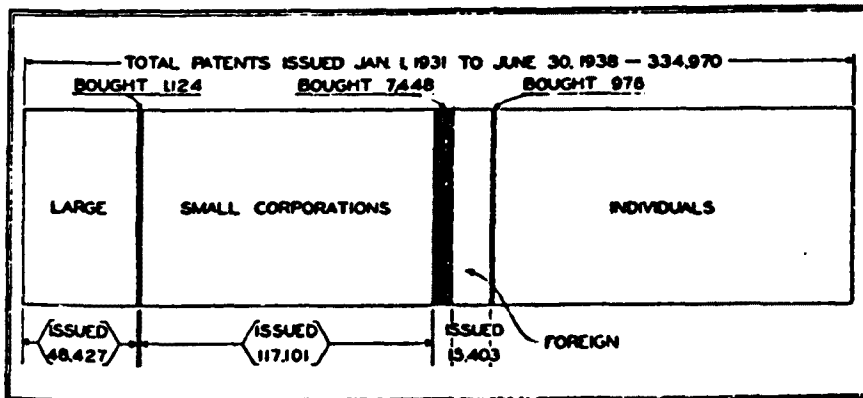 TOTAL PATENTS ISSUED JAN. 1, 1931 TO JUNE 30, 1938 — 334,970
BOUGHT 1,124 BOUGHT 7,448 BOUGHT 976
LARGE SMALL CORPORATIONS INDIVIDUALS
ISSUED ISSUED ISSUED
48,427 117,101 15,403
FOREIGN